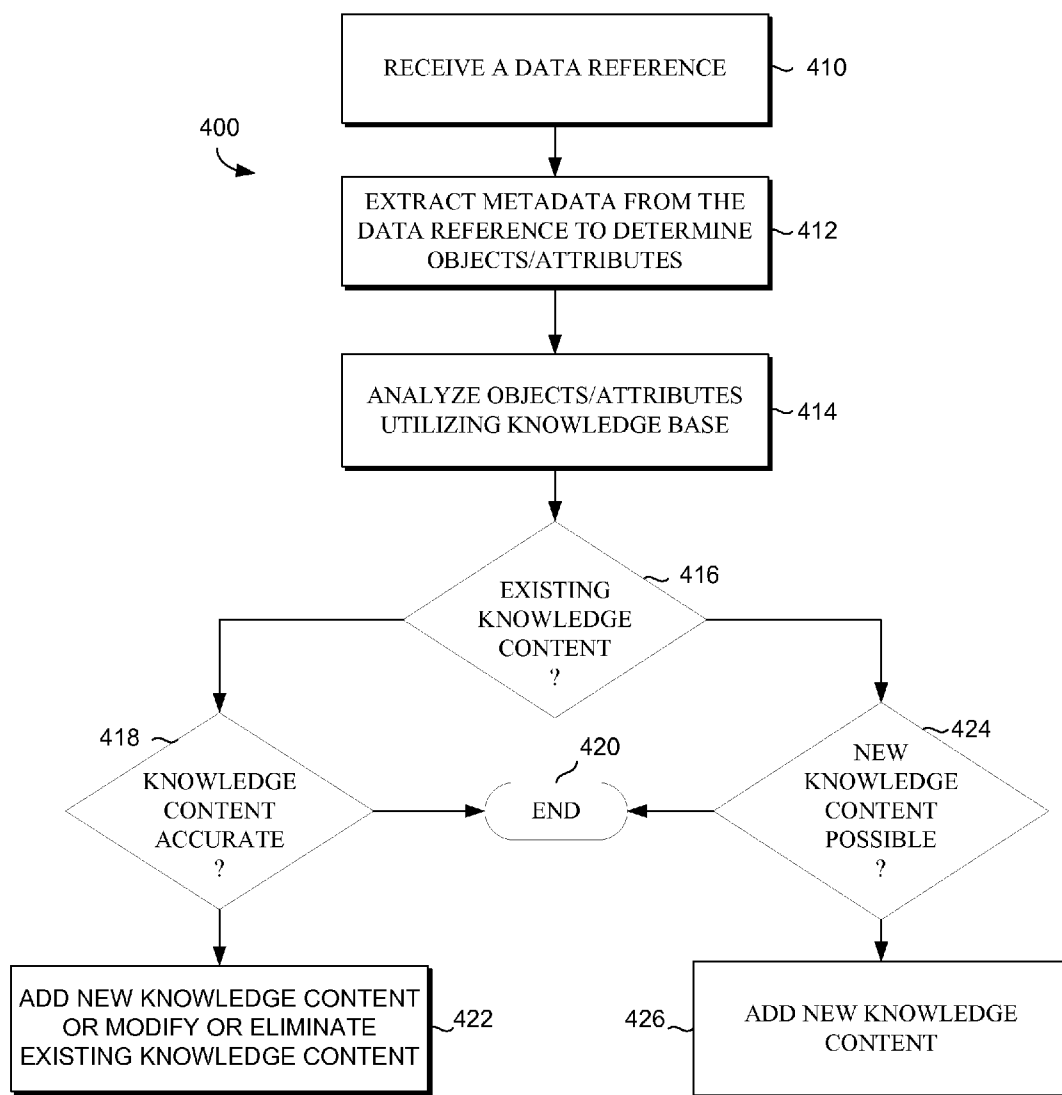 RECEIVE A DATA REFERENCE
410
400
EXTRACT METADATA FROM THE
DATA REFERENCE TO DETERMINE
OBJECTS/ATTRIBUTES
412
ANALYZE OBJECTS/ATTRIBUTES
UTILIZING KNOWLEDGE BASE
414
EXISTING
KNOWLEDGE
CONTENT
?
416
418
KNOWLEDGE
CONTENT
ACCURATE
?
420
END
424
NEW
KNOWLEDGE
CONTENT
POSSIBLE
?
ADD NEW KNOWLEDGE CONTENT
OR MODIFY OR ELIMINATE
EXISTING KNOWLEDGE CONTENT
422
426
ADD NEW KNOWLEDGE
CONTENT